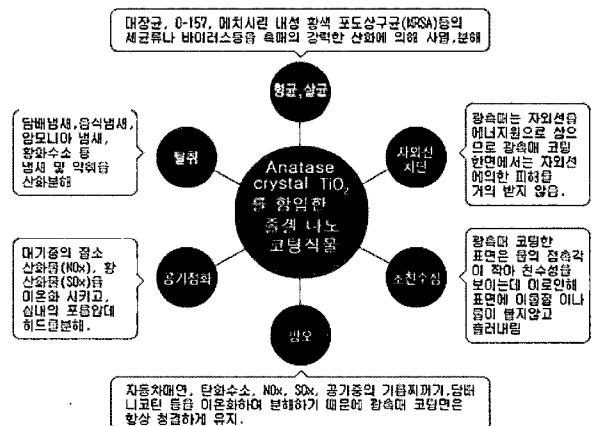 대장균, O-157, 메치시린 내성 황색 포도상구균(MRSA)등의
세균류나 바이러스등을 촉매의 강력한 산화에 의해 사멸,분해
항균,살균
담배냄새,음식냄새,
암모니아 냄새,
황화수소 등
냄새 및 악취를
산화분해
탈취
광촉매는 자외선을
에너지원으로 삼으
므로 광촉매 코팅
한면에서는 자외선
에의한 피해를
거의 받지 않음.
자외선
차단
Anatase
crystal TiO2
를 함입한
졸겔 나노
코팅직물
대기중의 질소
산화물(NOx), 황
산화물(SOx)을
이온화 시키고,
실내의 포름알데
히드를분해.
공기정화
초친수성
광촉매 코팅한
표면은 물의 접촉각
이 작아 친수성을
보이는데 이로인해
표면에 이물질 이나
물이 붙지않고
흘러내림
방오
자동차매연, 탄화수소, NOx, SOx, 공기중의 기름찌꺼기,담배
니코틴 등을 이온화하여 분해하기 때문에 광촉매 코팅면은
항상 청결하게 유지.